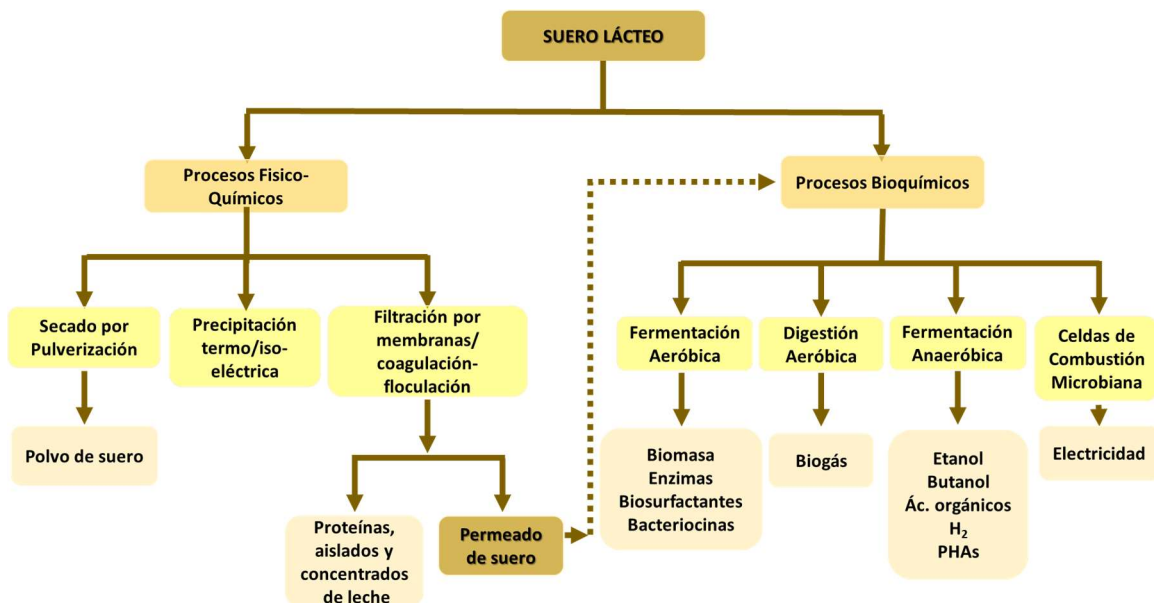 SUERO LÁCTEO
Procesos Fisico-
Químicos
Procesos Bioquímicos
Secado por
Pulverización
Precipitación
termo/iso-
eléctrica
Filtración por
membranas/
coagulación-
floculación
Fermentación
Aeróbica
Digestión
Aeróbica
Fermentación
Anaeróbica
Celdas de
Combustión
Microbiana
Polvo de suero
Proteínas,
aislados y
concentrados
de leche
Permeado
de suero
Biomasa
Enzimas
Biosurfactantes
Bacteriocinas
Biogás
Etanol
Butanol
Ác. orgánicos
H₂
PHAs
Electricidad